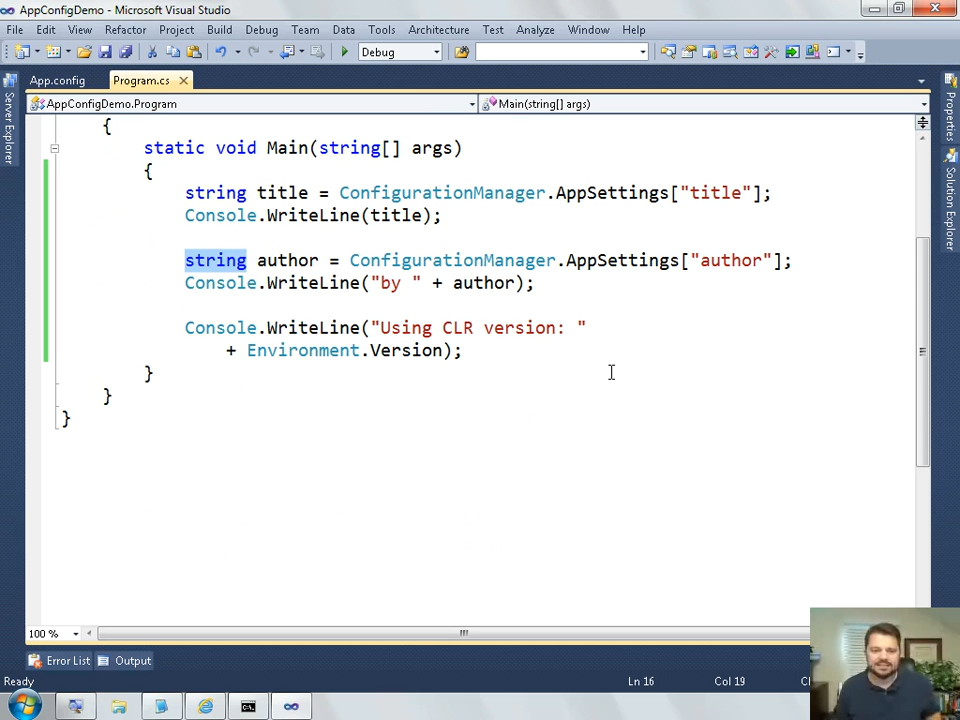 AppConfigDemo - Microsoft Visual Studio
File Edit View Refactor Project Build Debug Team Data Tools Architecture Test Analyze Window Help
Debug
App.config Program.cs
AppConfigDemo.Program Main(string[] args)
Server Explorer
Properties
Solution Explorer
{
static void Main(string[] args)
{
string title = ConfigurationManager.AppSettings["title"];
Console.WriteLine(title);
string author = ConfigurationManager.AppSettings["author"];
Console.WriteLine("by " + author);
Console.WriteLine("Using CLR version: "
+ Environment.Version);
}
}
}
100 %
Error List Output
Ready Ln 16 Col 19